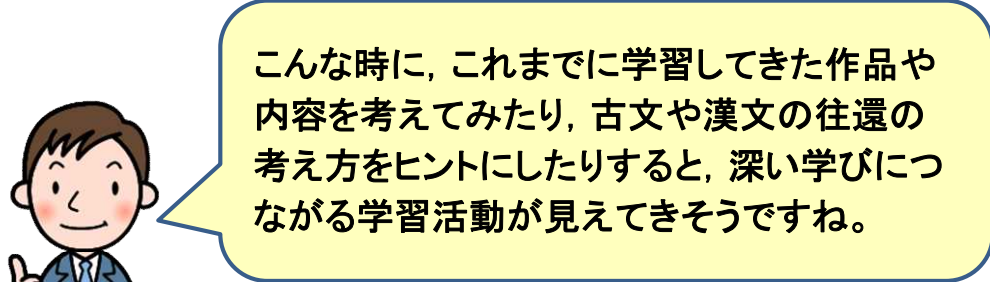 こんな時に，これまでに学習してきた作品や
内容を考えてみたり，古文や漢文の往還の
考え方をヒントにしたりすると，深い学びにつ
ながる学習活動が見えてきそうですね。